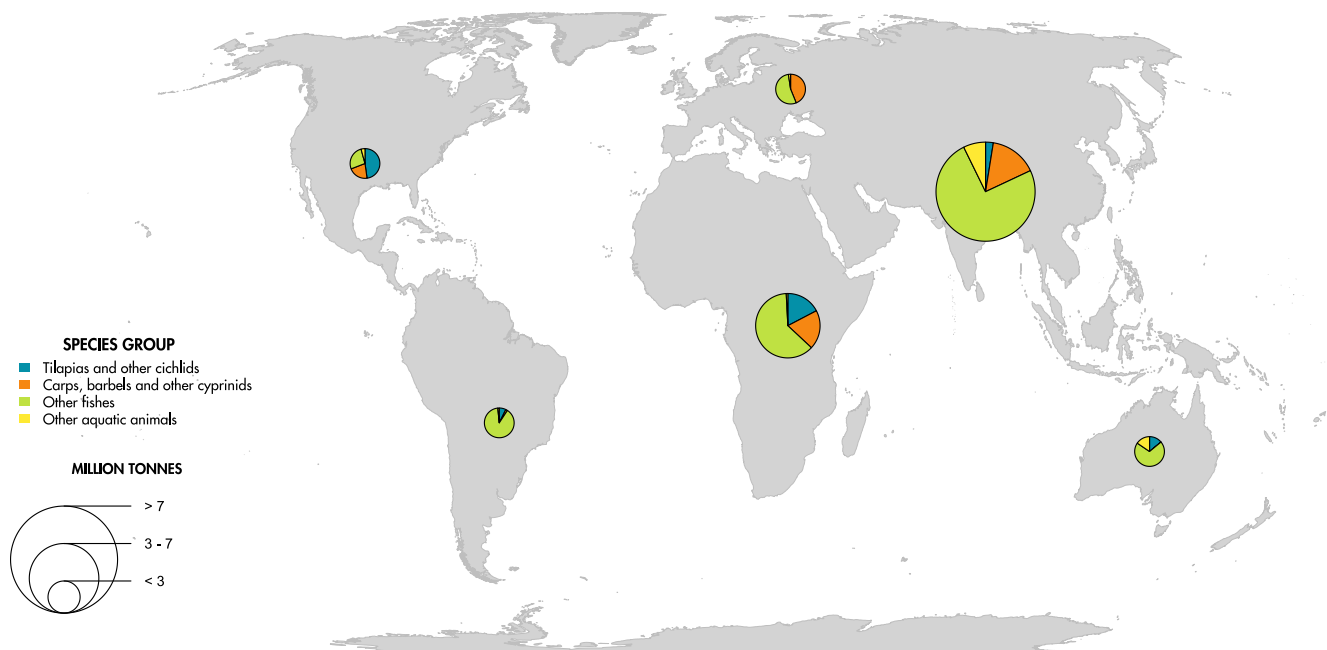 SPECIES GROUP
Tilapias and other cichlids
Carps, barbels and other cyprinids
Other fishes
Other aquatic animals
MILLION TONNES
> 7
3 - 7
< 3